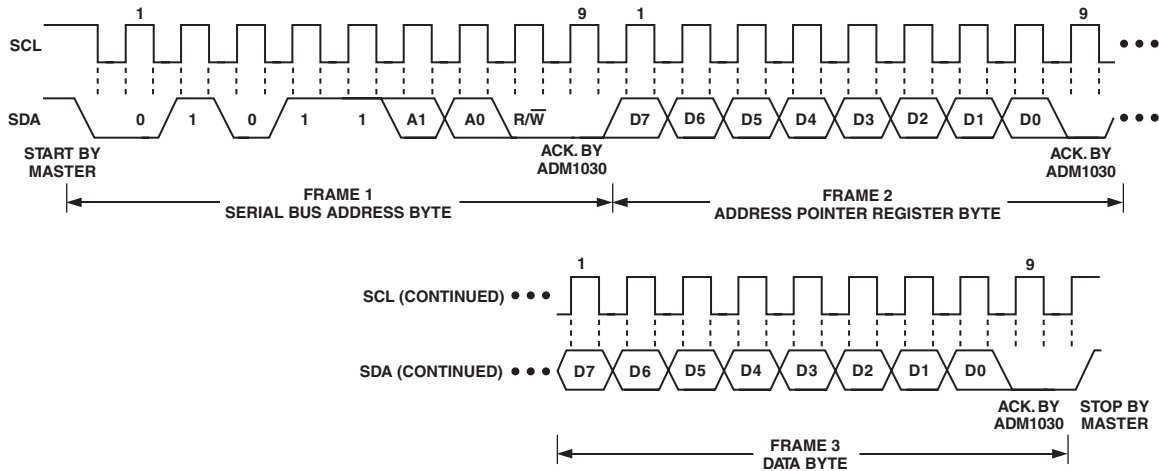 1 9 1 9
SCL
SDA 0 1 0 1 1 A1 A0 R/W̅ D7 D6 D5 D4 D3 D2 D1 D0
START BY
MASTER
ACK. BY
ADM1030
ACK. BY
ADM1030
FRAME 1
SERIAL BUS ADDRESS BYTE
FRAME 2
ADDRESS POINTER REGISTER BYTE
1 9
SCL (CONTINUED)
SDA (CONTINUED) D7 D6 D5 D4 D3 D2 D1 D0
ACK. BY
ADM1030
STOP BY
MASTER
FRAME 3
DATA BYTE